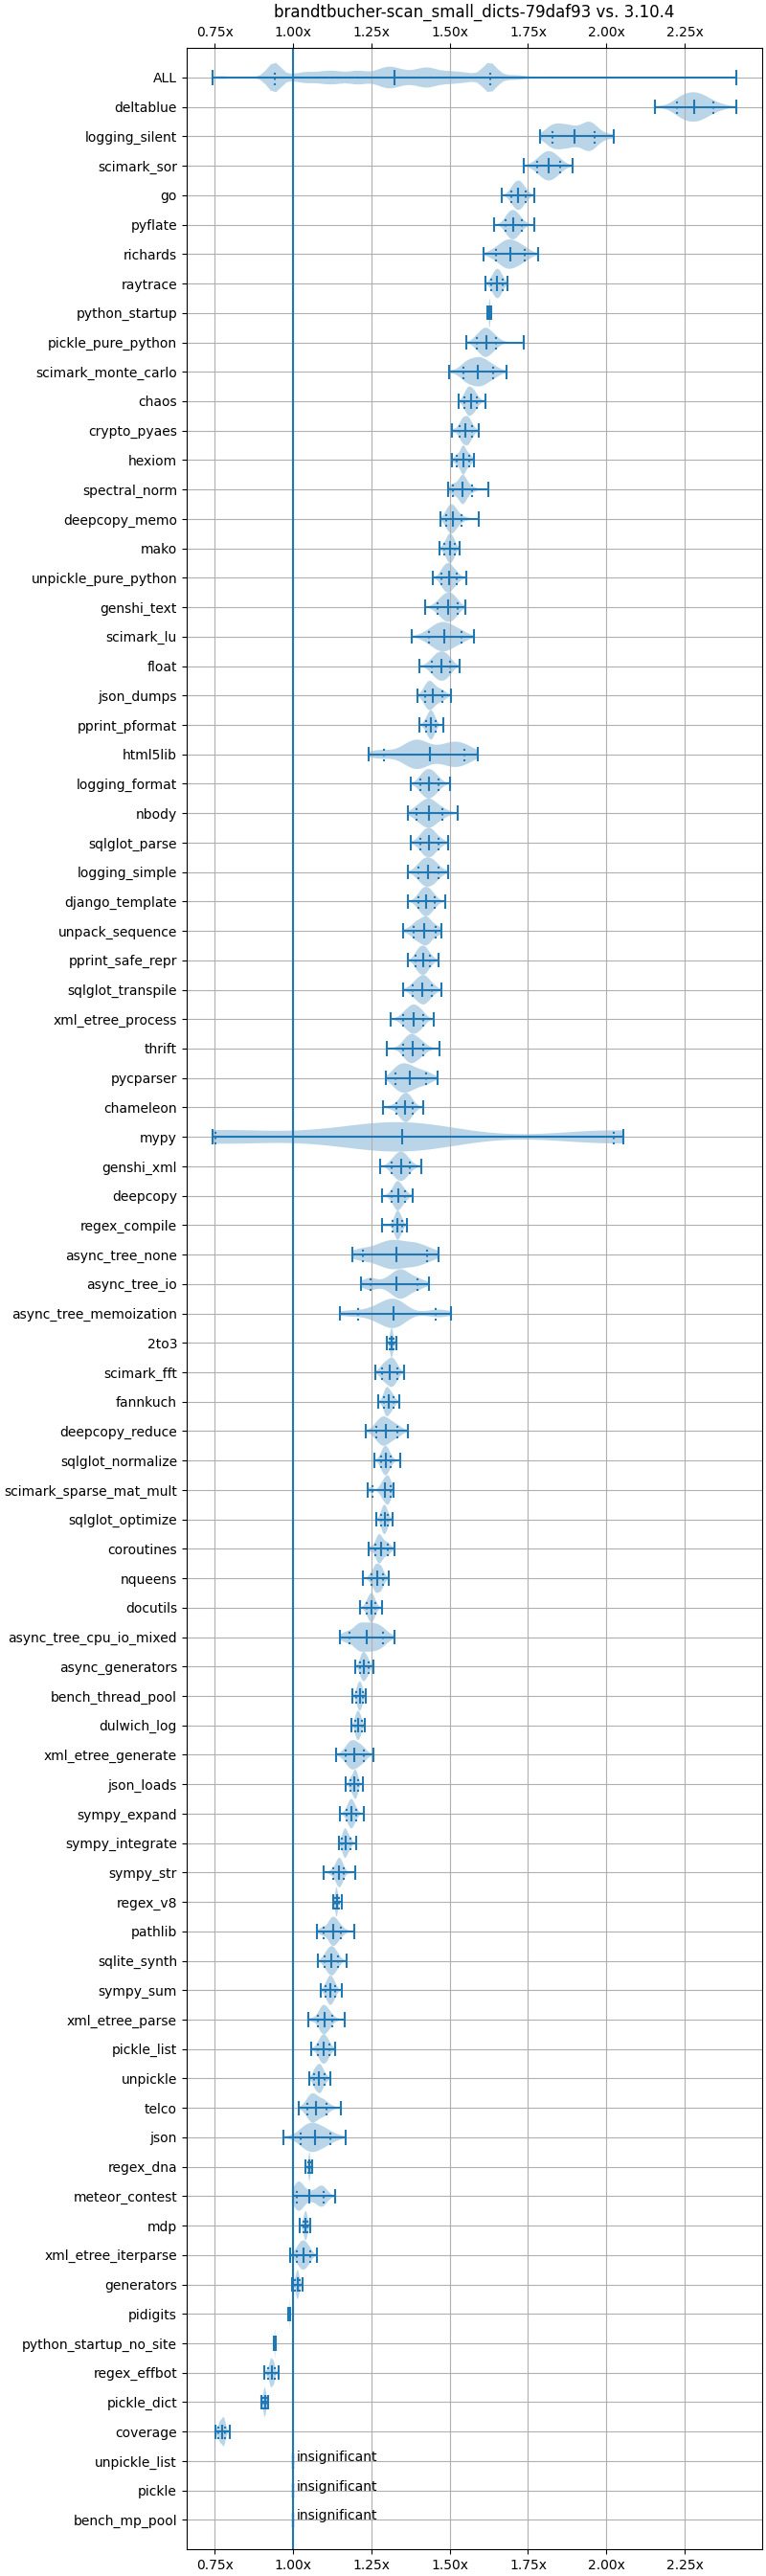 brandtbucher-scan_small_dicts-79daf93 vs. 3.10.4
0.75x 1.00x 1.25x 1.50x 1.75x 2.00x 2.25x
ALL
deltablue
logging_silent
scimark_sor
go
pyflate
richards
raytrace
python_startup
pickle_pure_python
scimark_monte_carlo
chaos
crypto_pyaes
hexiom
spectral_norm
deepcopy_memo
mako
unpickle_pure_python
genshi_text
scimark_lu
float
json_dumps
pprint_pformat
html5lib
logging_format
nbody
sqlglot_parse
logging_simple
django_template
unpack_sequence
pprint_safe_repr
sqlglot_transpile
xml_etree_process
thrift
pycparser
chameleon
mypy
genshi_xml
deepcopy
regex_compile
async_tree_none
async_tree_io
async_tree_memoization
2to3
scimark_fft
fannkuch
deepcopy_reduce
sqlglot_normalize
scimark_sparse_mat_mult
sqlglot_optimize
coroutines
nqueens
docutils
async_tree_cpu_io_mixed
async_generators
bench_thread_pool
dulwich_log
xml_etree_generate
json_loads
sympy_expand
sympy_integrate
sympy_str
regex_v8
pathlib
sqlite_synth
sympy_sum
xml_etree_parse
pickle_list
unpickle
telco
json
regex_dna
meteor_contest
mdp
xml_etree_iterparse
generators
pidigits
python_startup_no_site
regex_effbot
pickle_dict
coverage
unpickle_list insignificant
pickle insignificant
bench_mp_pool insignificant
0.75x 1.00x 1.25x 1.50x 1.75x 2.00x 2.25x